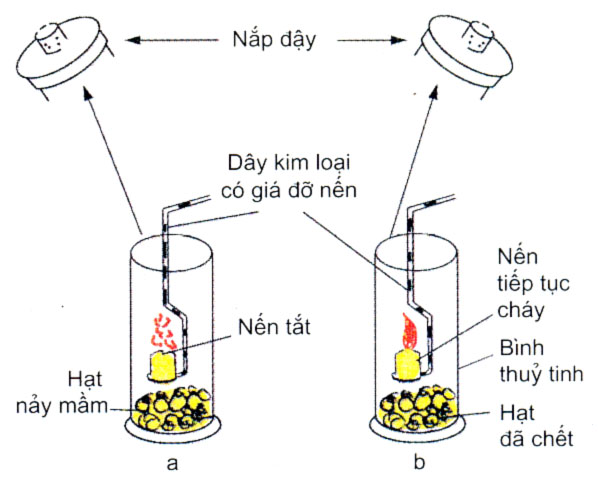 Nắp dậy
Dây kim loại
có giá đỡ nến
Nến
tiếp tục
cháy
Nến tắt
Bình
thuỷ tinh
Hạt
nảy mầm
Hạt
đã chết
a
b